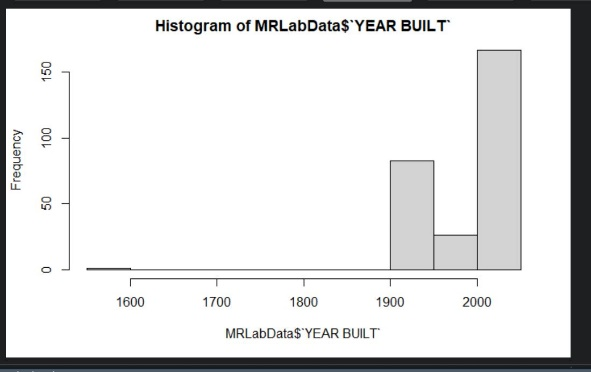 Histogram of MRLabData$`YEAR BUILT`
Frequency
150
100
50
0
1600 1700 1800 1900 2000
MRLabData$`YEAR BUILT`